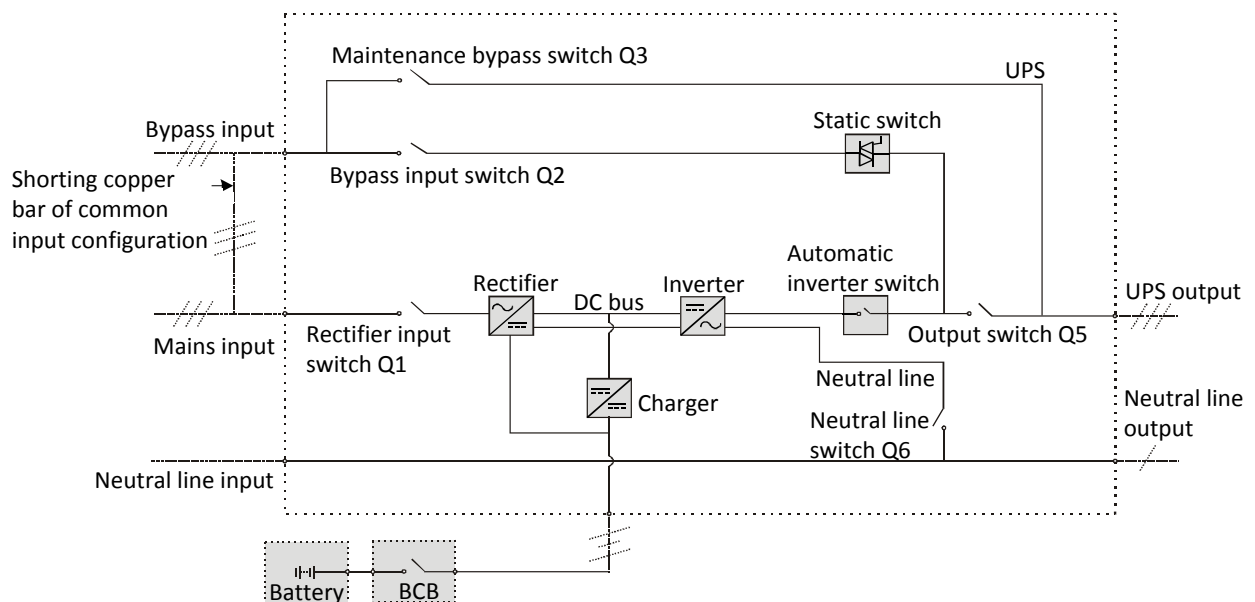 Maintenance bypass switch Q3
UPS
Bypass input
Static switch
Bypass input switch Q2
Shorting copper
bar of common
input configuration
Automatic
inverter switch
Rectifier
DC bus
Inverter
UPS output
Mains input
Rectifier input
switch Q1
Output switch Q5
Neutral line
Charger
Neutral line
switch Q6
Neutral line
output
Neutral line input
Battery
BCB